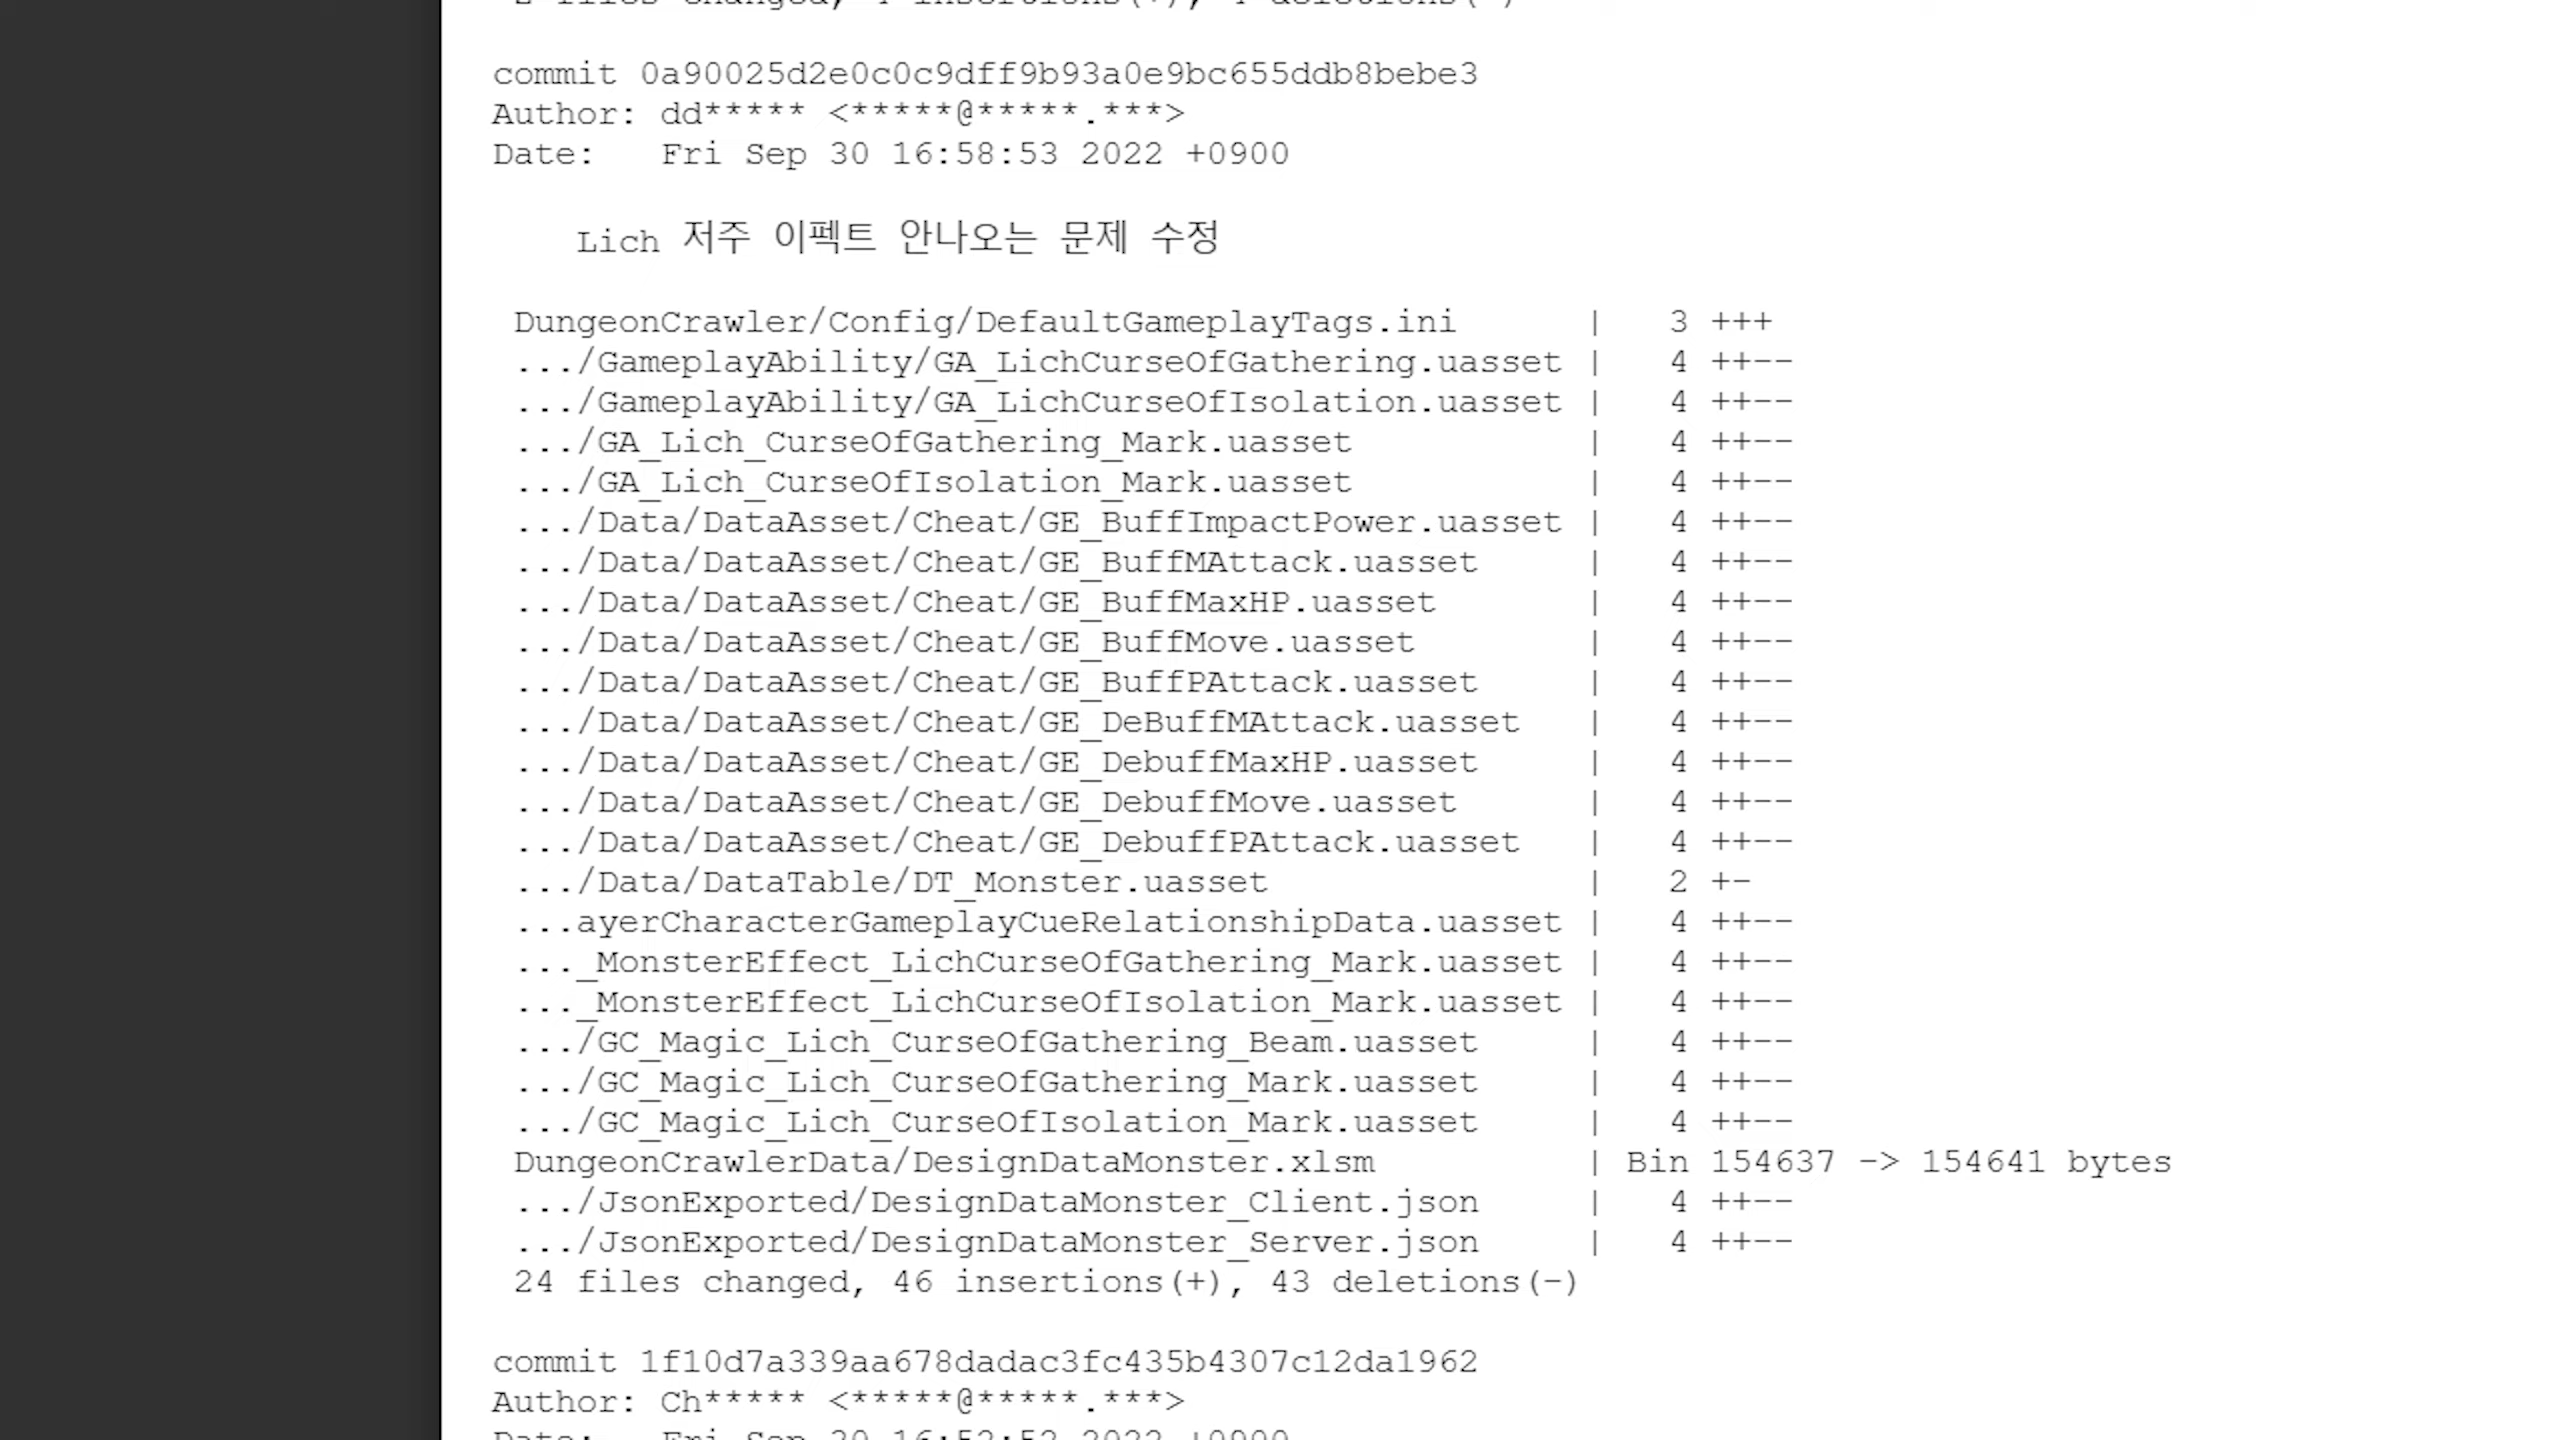 commit 0a90025d2e0c0c9dff9b93a0e9bc655ddb8bebe3
Author: dd***** <*****@*****.***>
Date:   Fri Sep 30 16:58:53 2022 +0900
Lich 저주 이펙트 안나오는 문제 수정
DungeonCrawler/Config/DefaultGameplayTags.ini | 3 +++
.../GameplayAbility/GA_LichCurseOfGathering.uasset | 4 ++--
.../GameplayAbility/GA_LichCurseOfIsolation.uasset | 4 ++--
.../GA_Lich_CurseOfGathering_Mark.uasset | 4 ++--
.../GA_Lich_CurseOfIsolation_Mark.uasset | 4 ++--
.../Data/DataAsset/Cheat/GE_BuffImpactPower.uasset | 4 ++--
.../Data/DataAsset/Cheat/GE_BuffMAttack.uasset | 4 ++--
.../Data/DataAsset/Cheat/GE_BuffMaxHP.uasset | 4 ++--
.../Data/DataAsset/Cheat/GE_BuffMove.uasset | 4 ++--
.../Data/DataAsset/Cheat/GE_BuffPAttack.uasset | 4 ++--
.../Data/DataAsset/Cheat/GE_DeBuffMAttack.uasset | 4 ++--
.../Data/DataAsset/Cheat/GE_DebuffMaxHP.uasset | 4 ++--
.../Data/DataAsset/Cheat/GE_DebuffMove.uasset | 4 ++--
.../Data/DataAsset/Cheat/GE_DebuffPAttack.uasset | 4 ++--
.../Data/DataTable/DT_Monster.uasset | 2 +-
...ayerCharacterGameplayCueRelationshipData.uasset | 4 ++--
..._MonsterEffect_LichCurseOfGathering_Mark.uasset | 4 ++--
..._MonsterEffect_LichCurseOfIsolation_Mark.uasset | 4 ++--
.../GC_Magic_Lich_CurseOfGathering_Beam.uasset | 4 ++--
.../GC_Magic_Lich_CurseOfGathering_Mark.uasset | 4 ++--
.../GC_Magic_Lich_CurseOfIsolation_Mark.uasset | 4 ++--
DungeonCrawlerData/DesignDataMonster.xlsm | Bin 154637 -> 154641 bytes
.../JsonExported/DesignDataMonster_Client.json | 4 ++--
.../JsonExported/DesignDataMonster_Server.json | 4 ++--
24 files changed, 46 insertions(+), 43 deletions(-)
commit 1f10d7a339aa678dadac3fc435b4307c12da1962
Author: Ch***** <*****@*****.***>